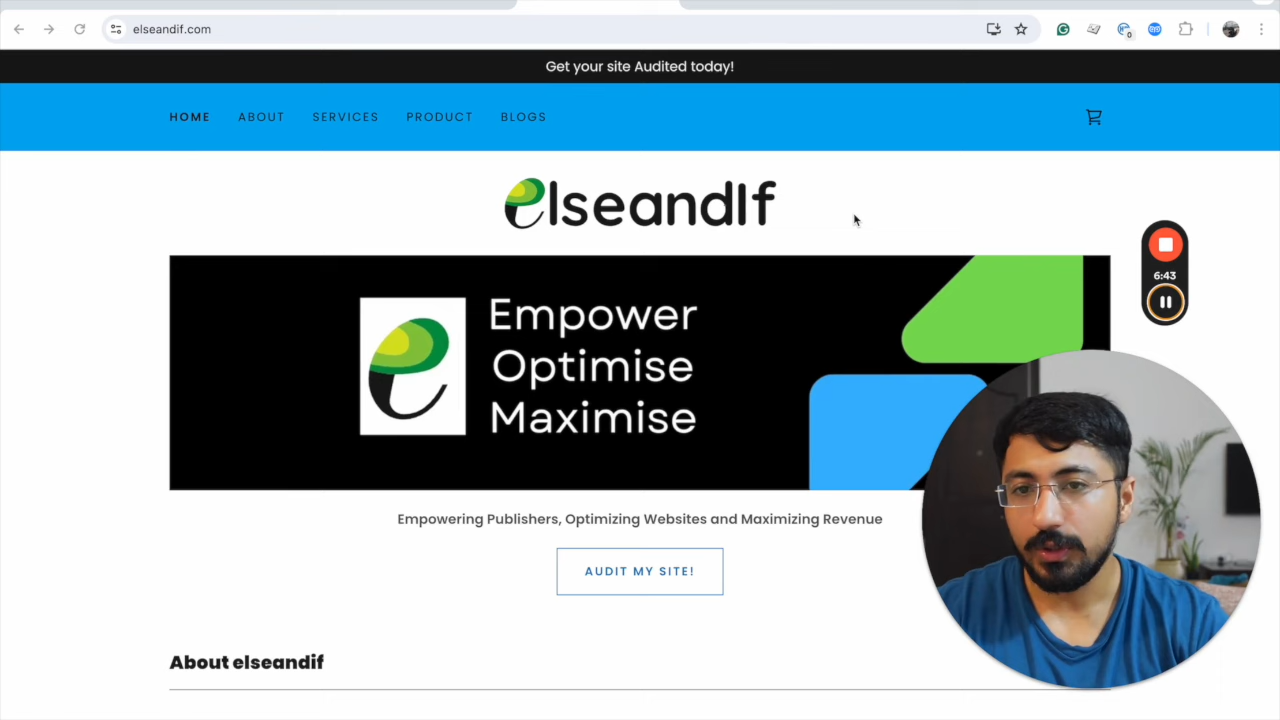 elseandif.com
0
Get your site Audited today!
HOME ABOUT SERVICES PRODUCT BLOGS
elseandIf
6:43
e Empower
Optimise
Maximise
Empowering Publishers, Optimizing Websites and Maximizing Revenue
AUDIT MY SITE!
About elseandif